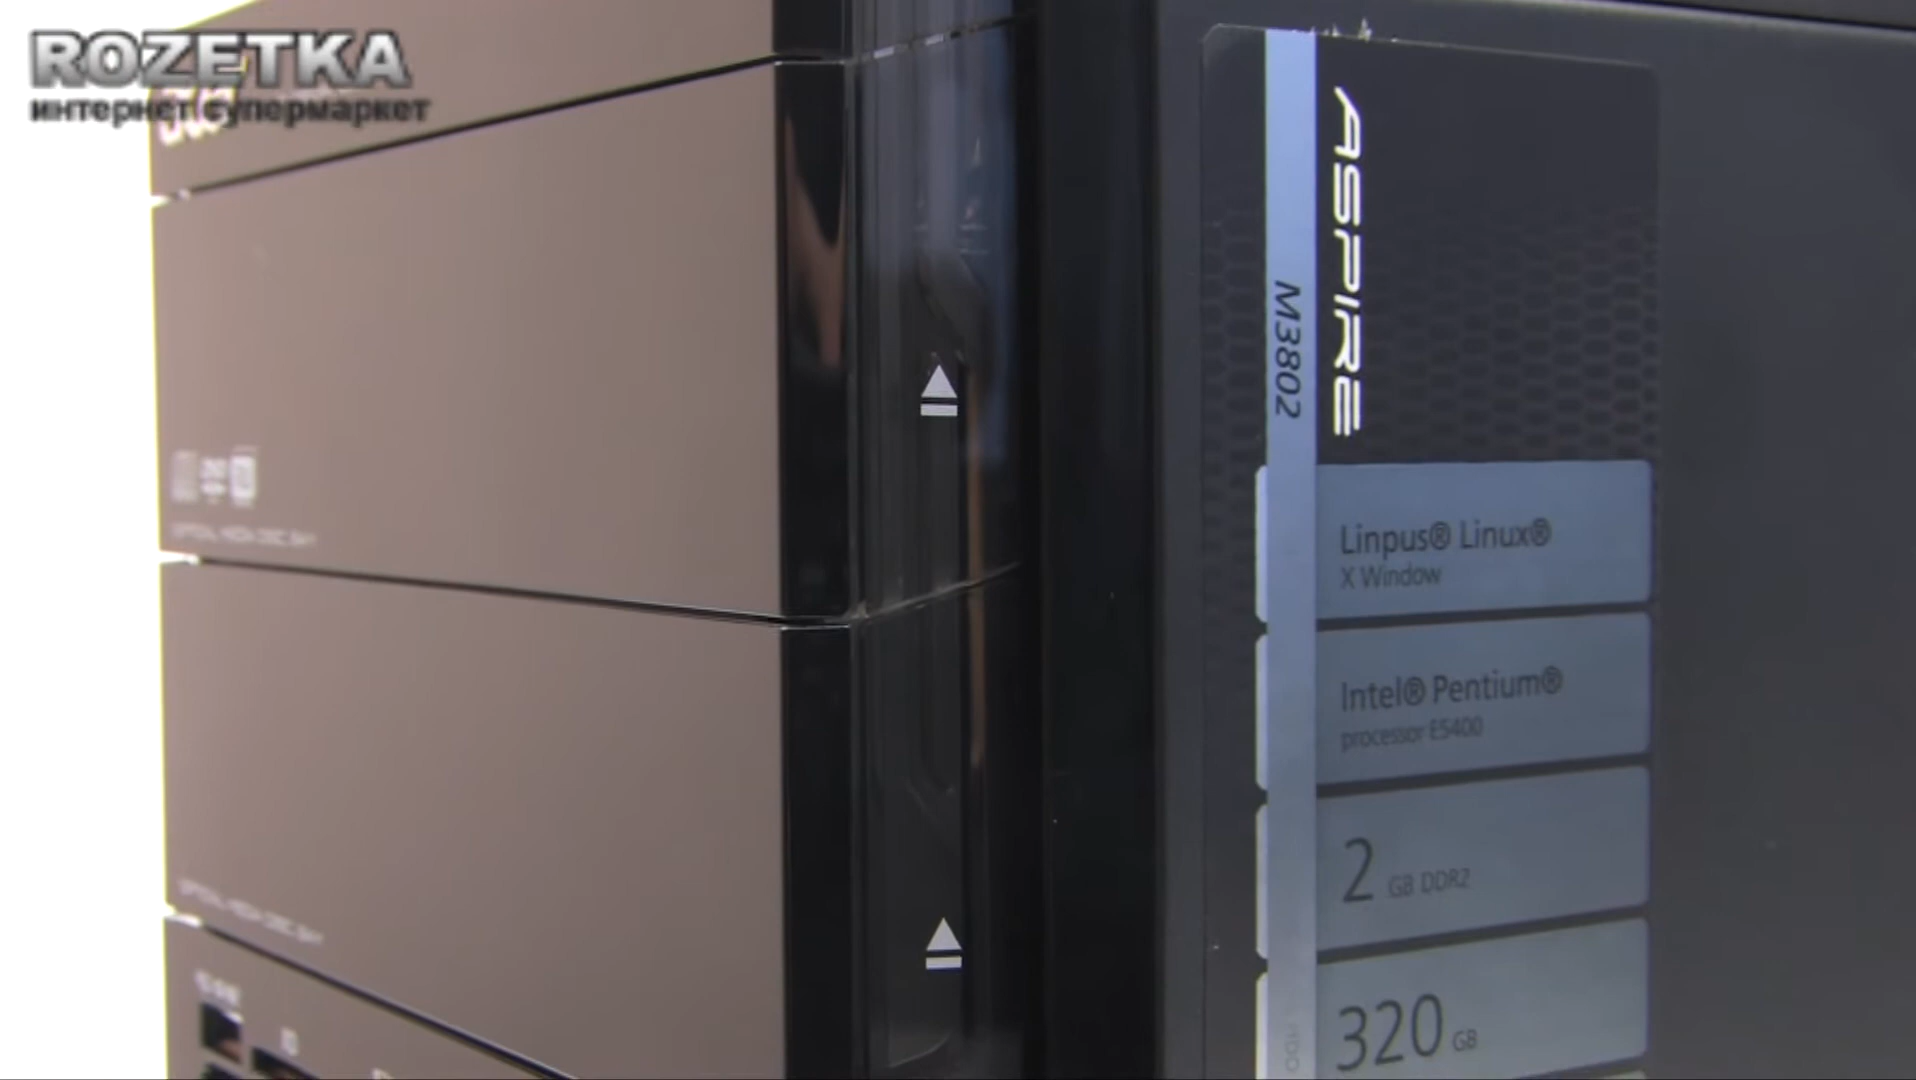 ROZETKA
интернет супермаркет
ASPIRE
M3802
Linpus® Linux®
X Window
Intel® Pentium®
processor E5400
2 GB DDR2
320 GB